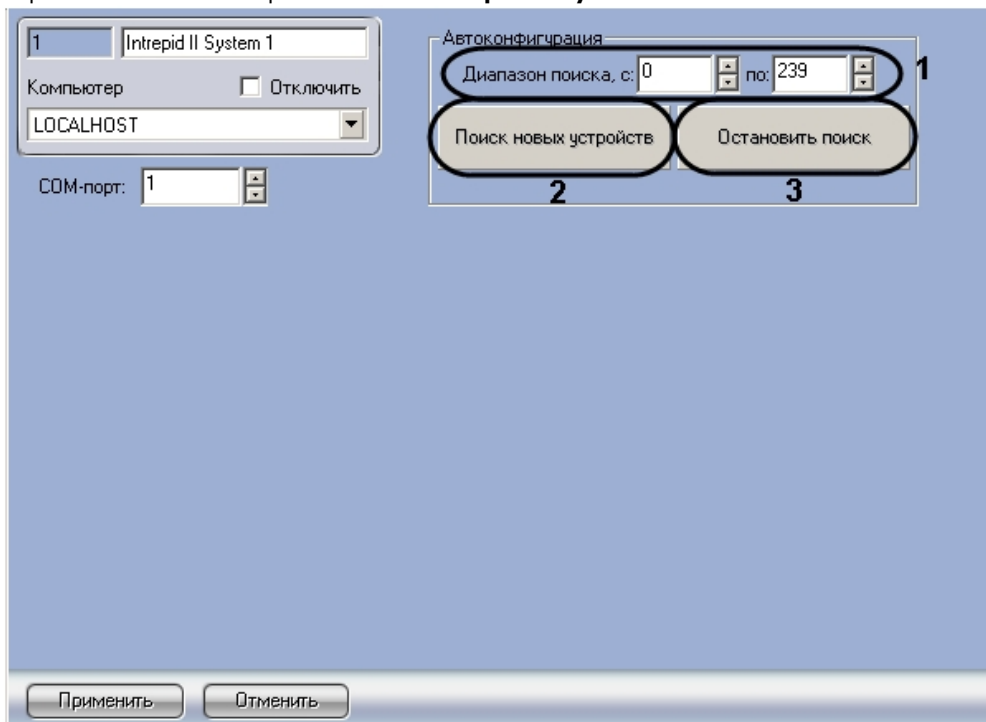 1 Intrepid II System 1
Компьютер Отключить
LOCALHOST
COM-порт: 1
Автоконфигурация
Диапазон поиска, с: 0 по: 239 1
Поиск новых устройств Остановить поиск
2 3
Применить Отменить